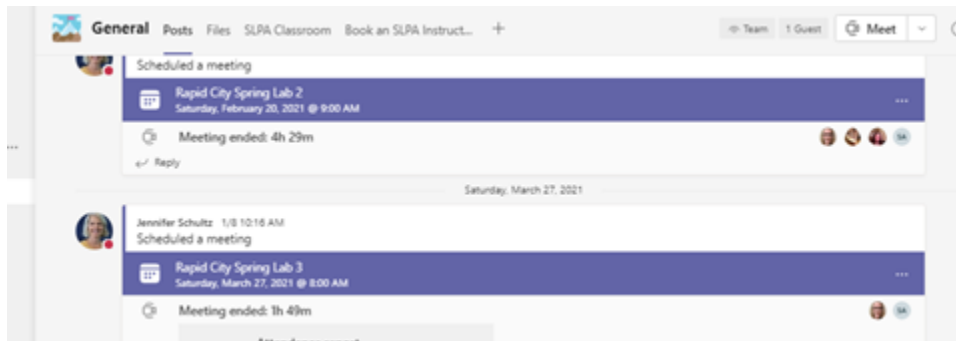 General Posts Files SLPA Classroom Book an SLPA Instruct... +
Team 1 Guest Meet
Scheduled a meeting
Rapid City Spring Lab 2
Saturday, February 20, 2021 @ 9:00 AM
...
Meeting ended: 4h 29m
SA
Reply
Saturday, March 27, 2021
Jennifer Schultz 1/8 10:16 AM
Scheduled a meeting
Rapid City Spring Lab 3
Saturday, March 27, 2021 @ 8:00 AM
...
Meeting ended: 1h 49m
SA